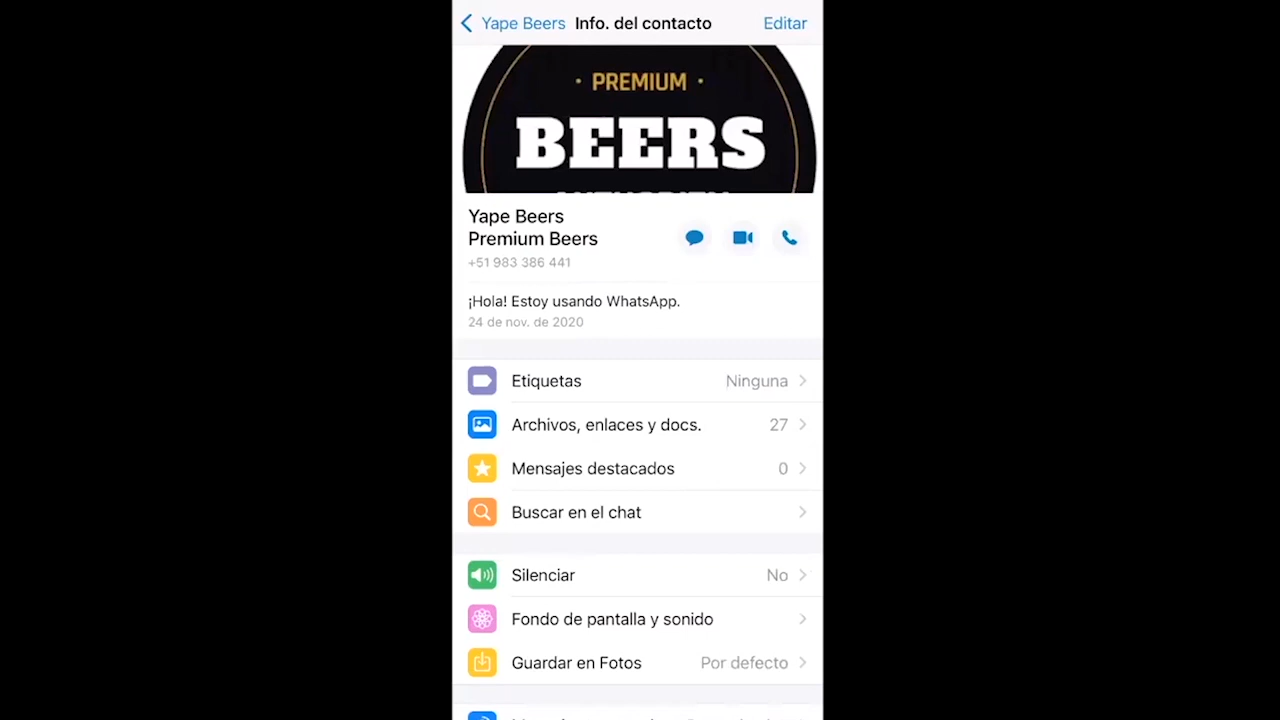 Yape Beers Info. del contacto Editar
· PREMIUM ·
BEERS
Yape Beers
Premium Beers
+51 983 386 441
¡Hola! Estoy usando WhatsApp.
24 de nov. de 2020
Etiquetas Ninguna
Archivos, enlaces y docs. 27
Mensajes destacados 0
Buscar en el chat
Silenciar No
Fondo de pantalla y sonido
Guardar en Fotos Por defecto